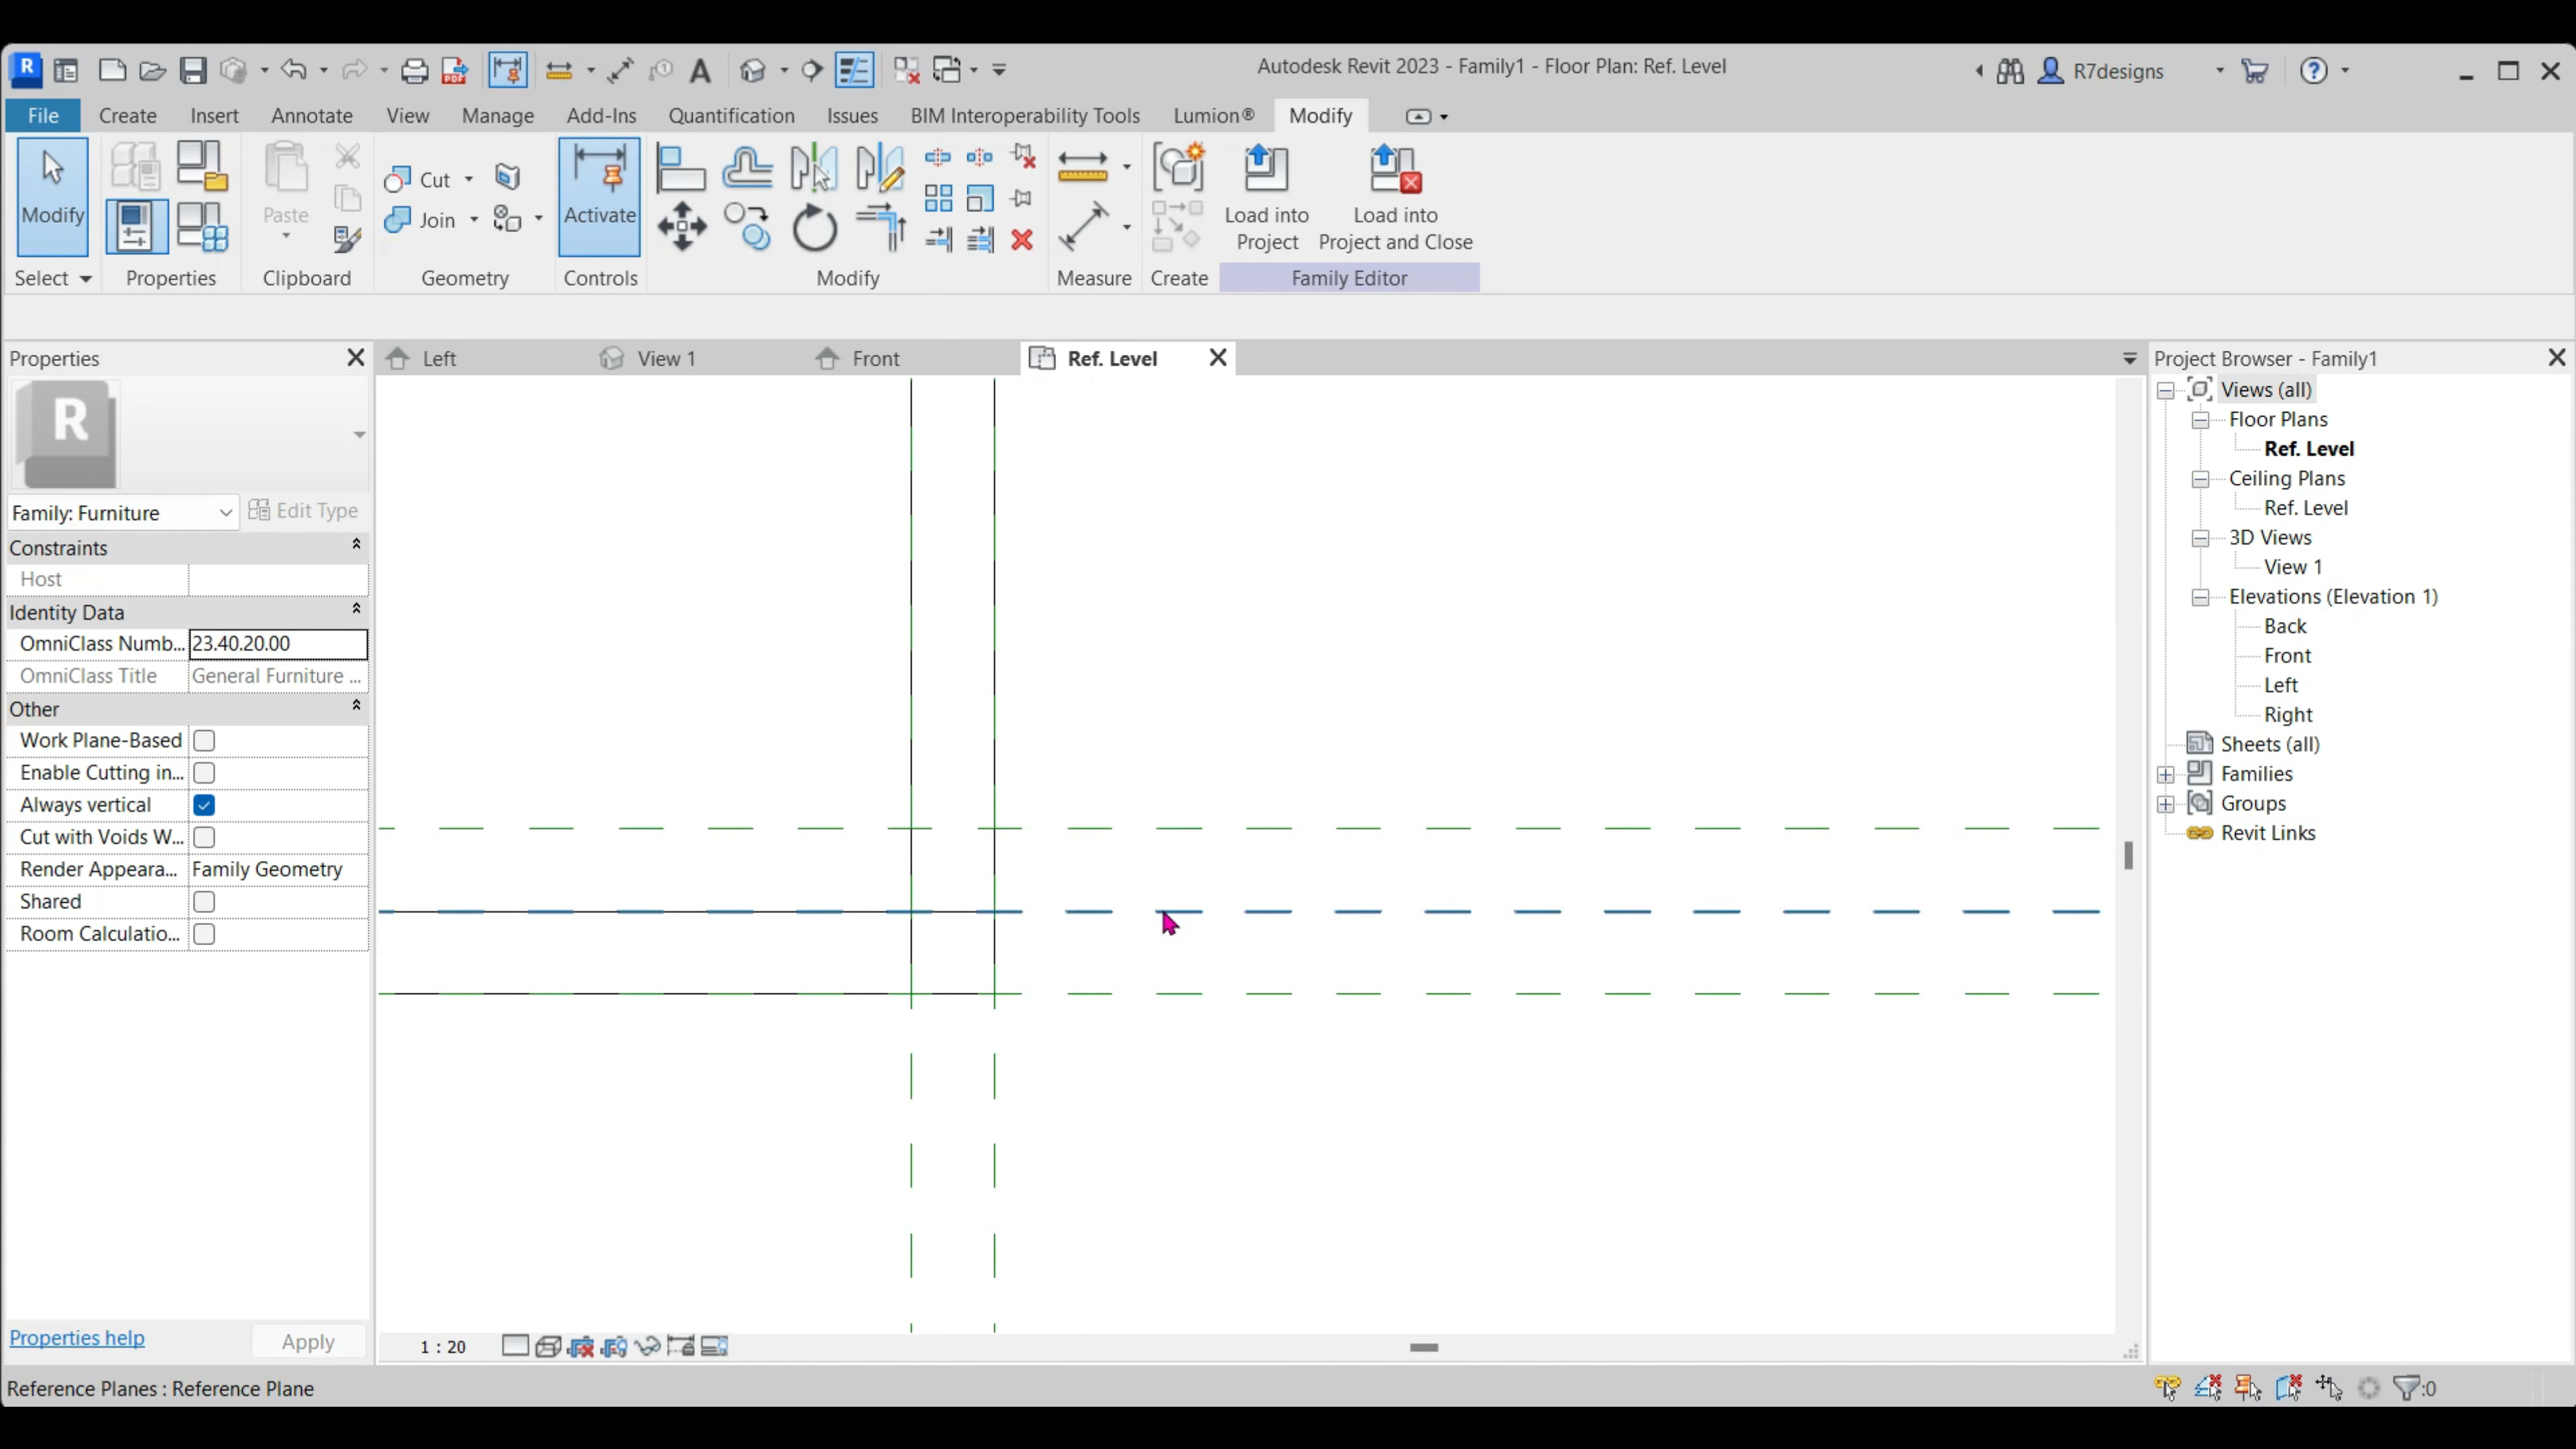 R
Autodesk Revit 2023 - Family1 - Floor Plan: Ref. Level
R7designs
File
Create
Insert
Annotate
View
Manage
Add-Ins
Quantification
Issues
BIM Interoperability Tools
Lumion®
Modify
Modify
Paste
Cut
Join
Activate
Load into
Project
Load into
Project and Close
Select
Properties
Clipboard
Geometry
Controls
Modify
Measure
Create
Family Editor
Properties
Left
View 1
Front
Ref. Level
Project Browser - Family1
R
Family: Furniture
Edit Type
Constraints
Host
Identity Data
OmniClass Numb... 23.40.20.00
OmniClass Title General Furniture ...
Other
Work Plane-Based
Enable Cutting in...
Always vertical
Cut with Voids W...
Render Appeara... Family Geometry
Shared
Room Calculatio...
Properties help
Apply
1 : 20
Views (all)
Floor Plans
Ref. Level
Ceiling Plans
Ref. Level
3D Views
View 1
Elevations (Elevation 1)
Back
Front
Left
Right
Sheets (all)
Families
Groups
Revit Links
Reference Planes : Reference Plane
:0